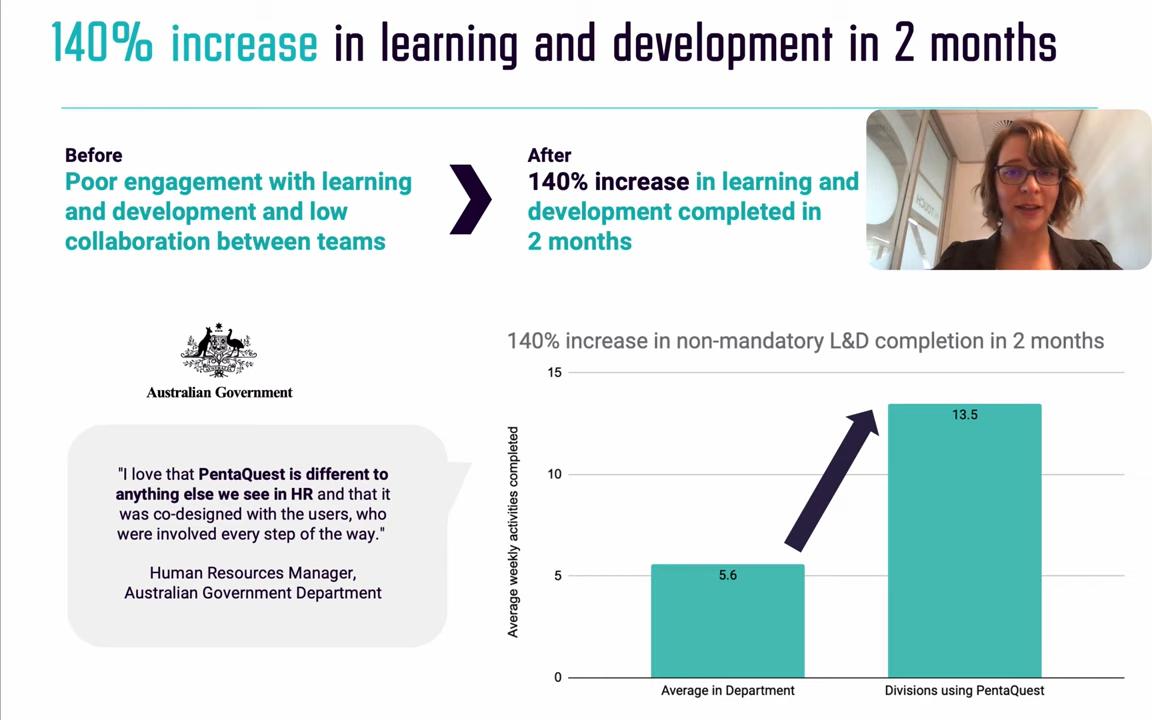 140% increase in learning and development in 2 months
Before
Poor engagement with learning
and development and low
collaboration between teams
After
140% increase in learning and
development completed in
2 months
Australian Government
"I love that PentaQuest is different to
anything else we see in HR and that it
was co-designed with the users, who
were involved every step of the way."
Human Resources Manager,
Australian Government Department
140% increase in non-mandatory L&D completion in 2 months
Average weekly activities completed
15
10
5
0
5.6
13.5
Average in Department
Divisions using PentaQuest